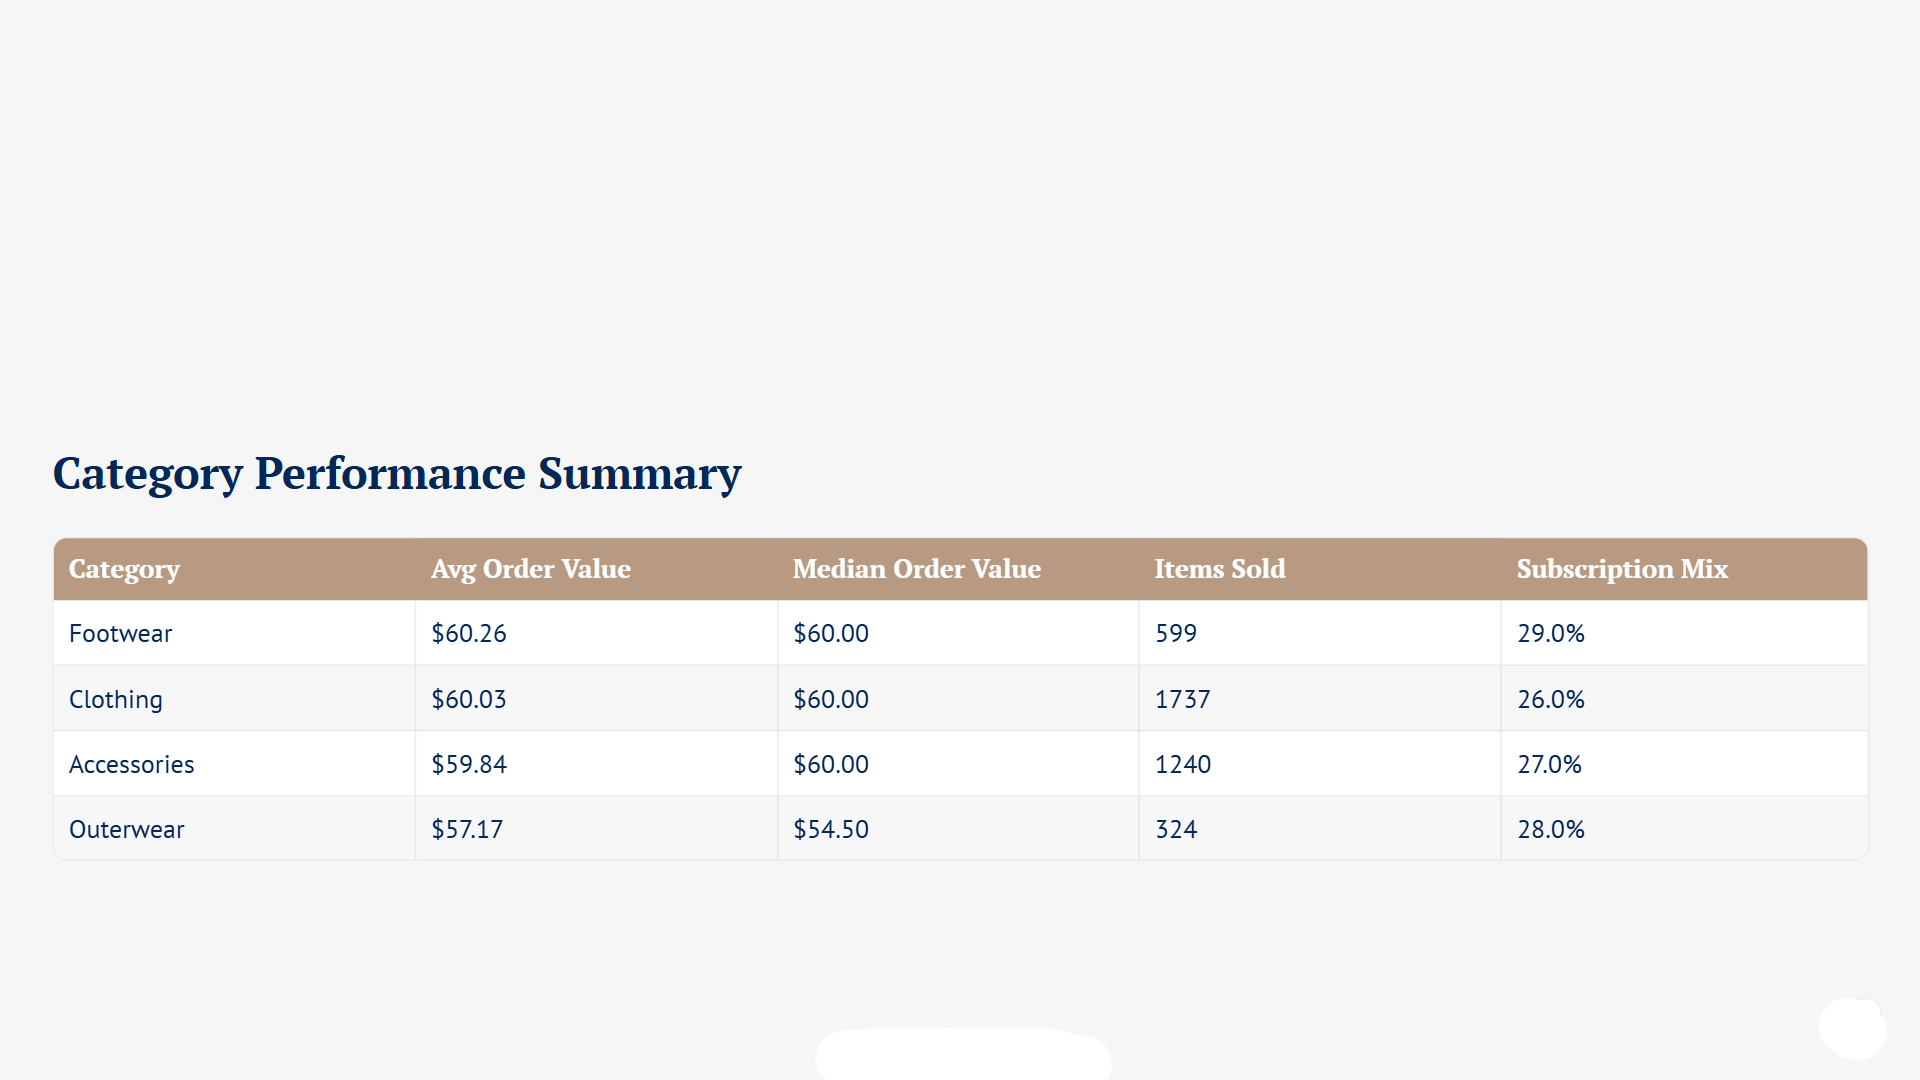 Category Performance Summary
Category Avg Order Value Median Order Value Items Sold Subscription Mix
Footwear $60.26 $60.00 599 29.0%
Clothing $60.03 $60.00 1737 26.0%
Accessories $59.84 $60.00 1240 27.0%
Outerwear $57.17 $54.50 324 28.0%